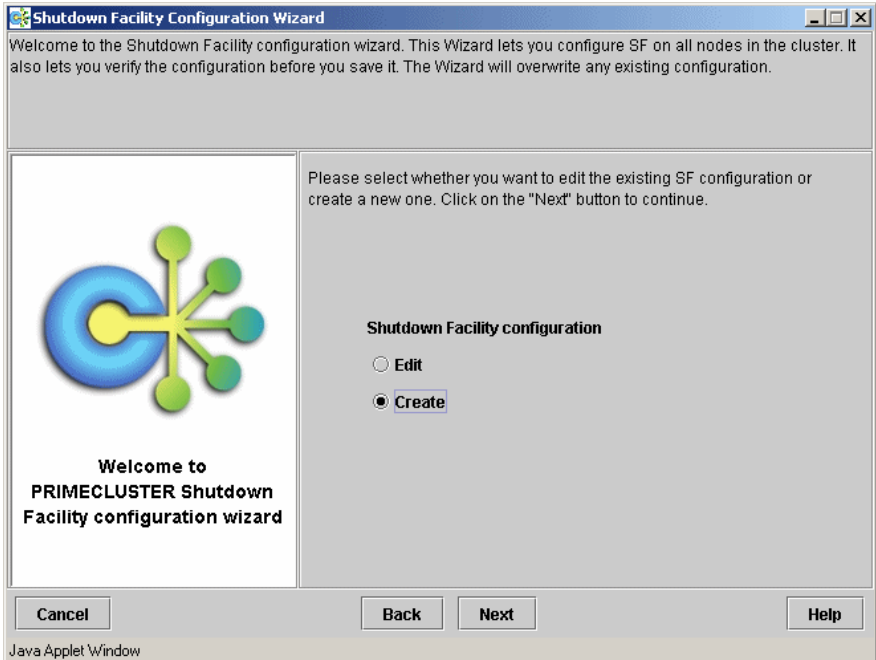 Shutdown Facility Configuration Wizard
Welcome to the Shutdown Facility configuration wizard. This Wizard lets you configure SF on all nodes in the cluster. It
also lets you verify the configuration before you save it. The Wizard will overwrite any existing configuration.
Please select whether you want to edit the existing SF configuration or
create a new one. Click on the "Next" button to continue.
Shutdown Facility configuration
Edit
Create
Welcome to
PRIMECLUSTER Shutdown
Facility configuration wizard
Cancel
Back
Next
Help
Java Applet Window